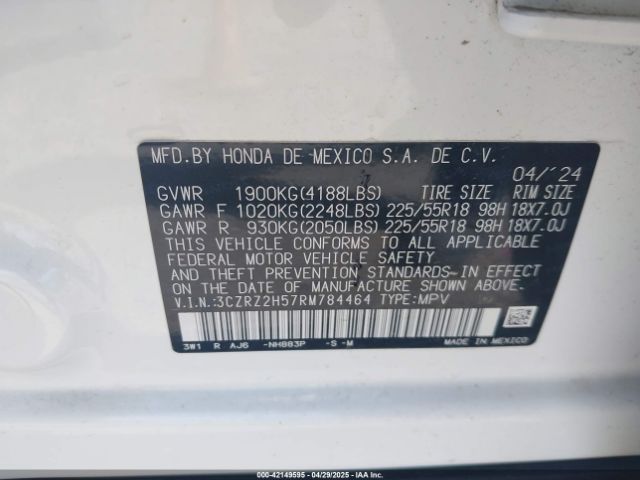 MFD.BY HONDA DE MEXICO S.A. DE C.V.
04/'24
GVWR 1900KG(4188LBS) TIRE SIZE RIM SIZE
GAWR F 1020KG(2248LBS) 225/55R18 98H 18X7.0J
GAWR R 930KG(2050LBS) 225/55R18 98H 18X7.0J
THIS VEHICLE CONFORMS TO ALL APPLICABLE
FEDERAL MOTOR VEHICLE SAFETY
AND THEFT PREVENTION STANDARDS IN EFFECT
ON THE DATE OF MANUFACTURE SHOWN ABOVE.
V.I.N.:3CZRZ2H57RM784464 TYPE:MPV
3W1 R AJ6 -NH883P -S -M MADE IN MEXICO
000-42149595 - 04/29/2025 - IAAI.COM